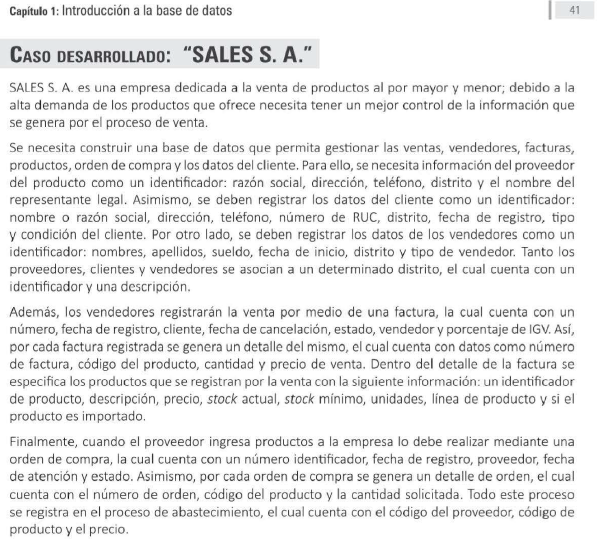 Capítulo 1: Introducción a la base de datos 41
CASO DESARROLLADO: “SALES S. A.”
SALES S. A. es una empresa dedicada a la venta de productos al por mayor y menor; debido a la
alta demanda de los productos que ofrece necesita tener un mejor control de la información que
se genera por el proceso de venta.
Se necesita construir una base de datos que permita gestionar las ventas, vendedores, facturas,
productos, orden de compra y los datos del cliente. Para ello, se necesita información del proveedor
del producto como un identificador: razón social, dirección, teléfono, distrito y el nombre del
representante legal. Asimismo, se deben registrar los datos del cliente como un identificador:
nombre o razón social, dirección, teléfono, número de RUC, distrito, fecha de registro, tipo
y condición del cliente. Por otro lado, se deben registrar los datos de los vendedores como un
identificador: nombres, apellidos, sueldo, fecha de inicio, distrito y tipo de vendedor. Tanto los
proveedores, clientes y vendedores se asocian a un determinado distrito, el cual cuenta con un
identificador y una descripción.
Además, los vendedores registrarán la venta por medio de una factura, la cual cuenta con un
número, fecha de registro, cliente, fecha de cancelación, estado, vendedor y porcentaje de IGV. Así,
por cada factura registrada se genera un detalle del mismo, el cual cuenta con datos como número
de factura, código del producto, cantidad y precio de venta. Dentro del detalle de la factura se
especifica los productos que se registran por la venta con la siguiente información: un identificador
de producto, descripción, precio, stock actual, stock mínimo, unidades, línea de producto y si el
producto es importado.
Finalmente, cuando el proveedor ingresa productos a la empresa lo debe realizar mediante una
orden de compra, la cual cuenta con un número identificador, fecha de registro, proveedor, fecha
de atención y estado. Asimismo, por cada orden de compra se genera un detalle de orden, el cual
cuenta con el número de orden, código del producto y la cantidad solicitada. Todo este proceso
se registra en el proceso de abastecimiento, el cual cuenta con el código del proveedor, código de
producto y el precio.